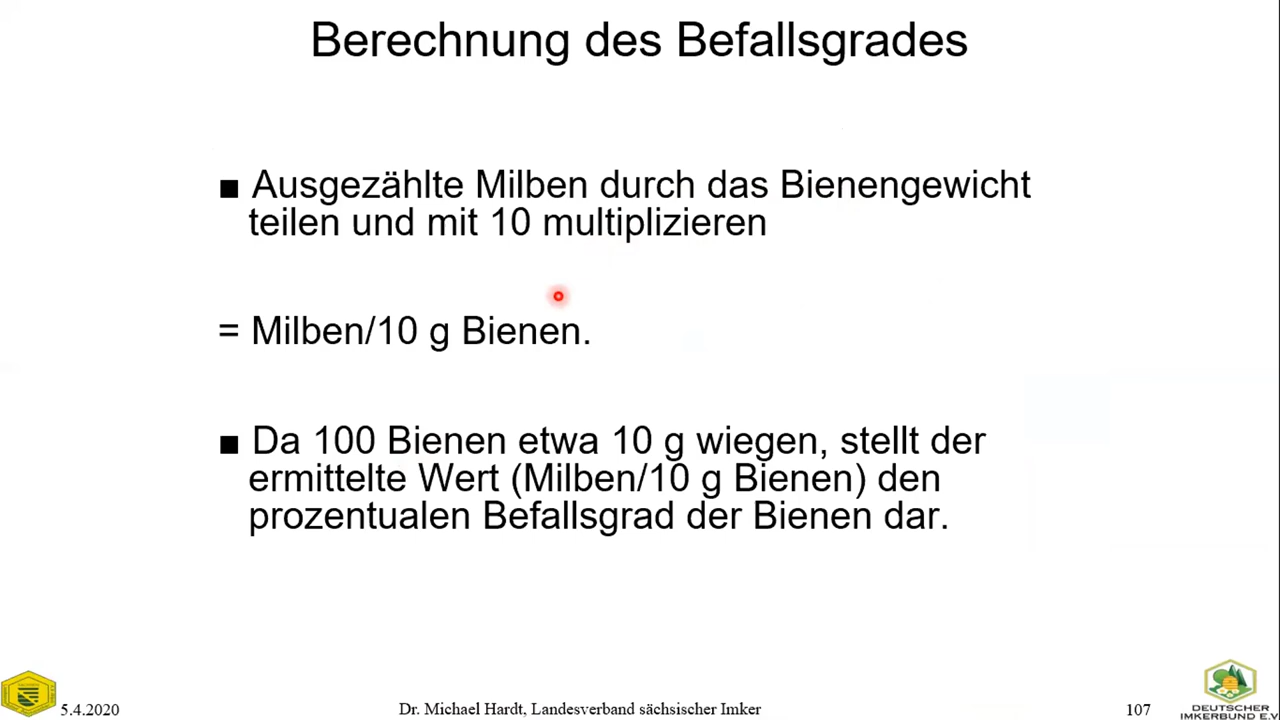 Berechnung des Befallsgrades
■ Ausgezählte Milben durch das Bienengewicht
teilen und mit 10 multiplizieren
= Milben/10 g Bienen.
■ Da 100 Bienen etwa 10 g wiegen, stellt der
ermittelte Wert (Milben/10 g Bienen) den
prozentualen Befallsgrad der Bienen dar.
5.4.2020
Dr. Michael Hardt, Landesverband sächsischer Imker
107
DEUTSCHER
IMKERBUND E.V